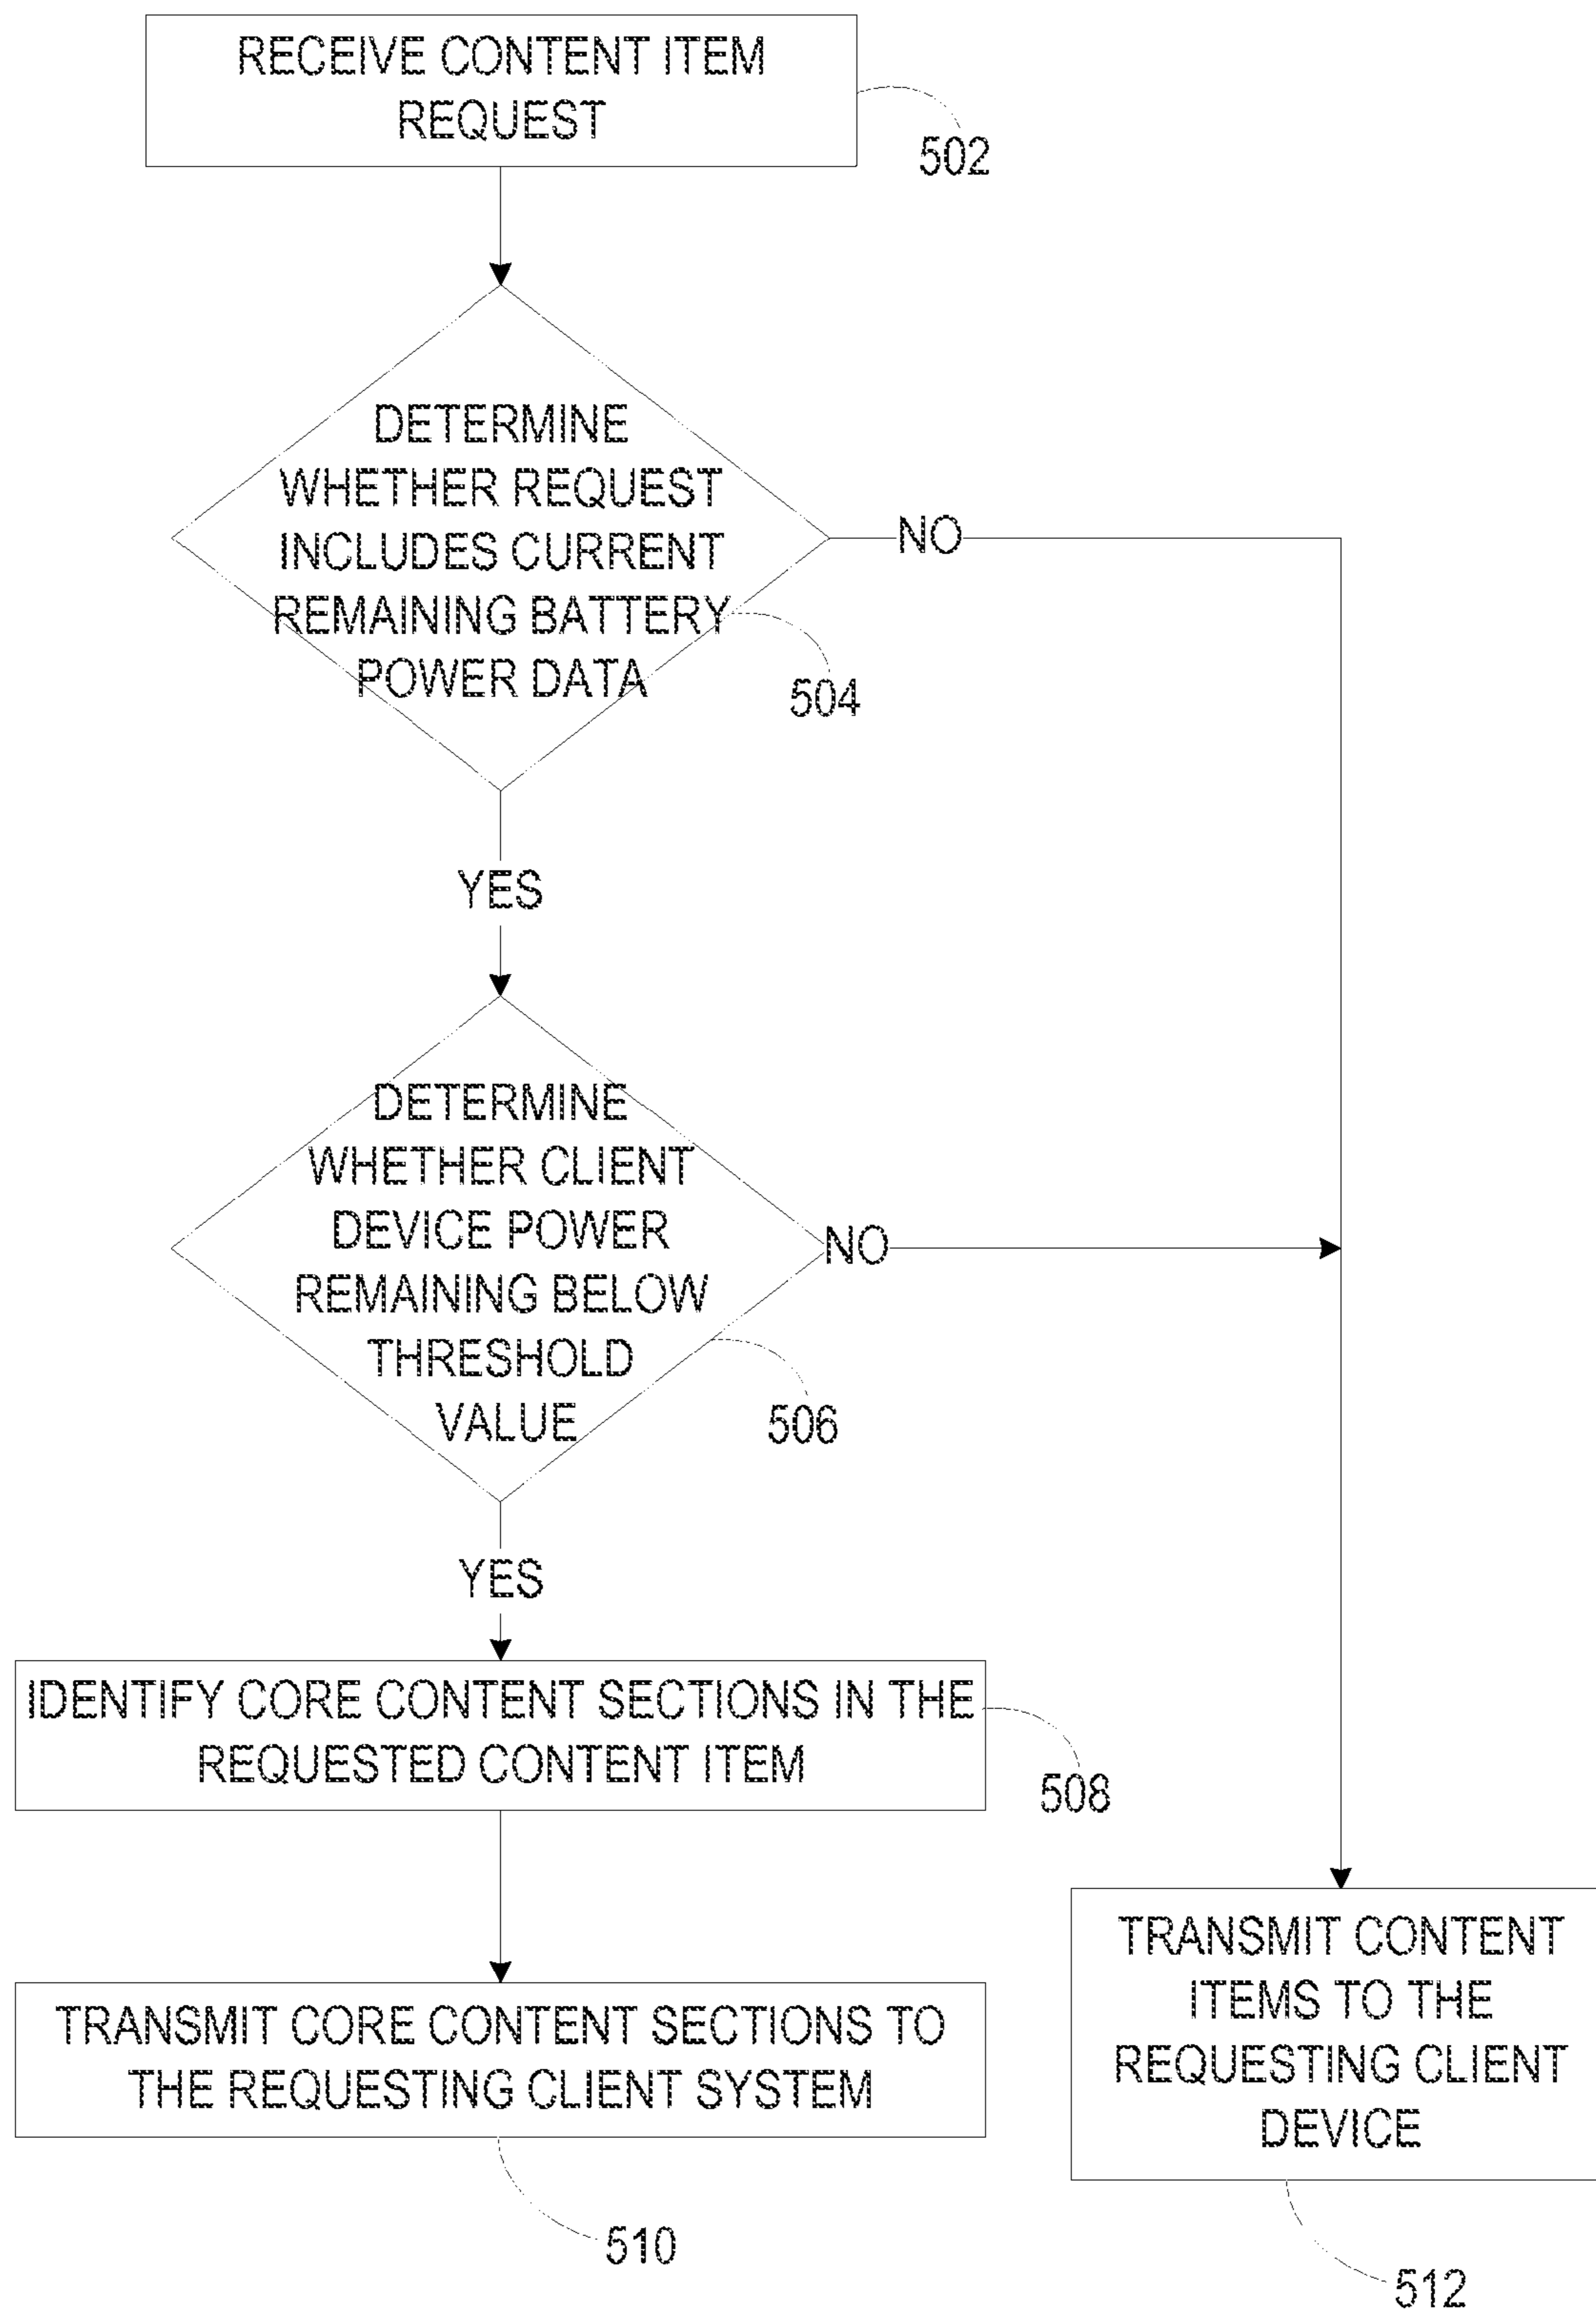 RECEIVE CONTENT ITEM
REQUEST
502
DETERMINE
WHETHER REQUEST
INCLUDES CURRENT
REMAINING BATTERY
POWER DATA
NO
504
YES
DETERMINE
WHETHER CLIENT
DEVICE POWER
REMAINING BELOW
THRESHOLD
VALUE
NO
506
YES
IDENTIFY CORE CONTENT SECTIONS IN THE
REQUESTED CONTENT ITEM
508
TRANSMIT CORE CONTENT SECTIONS TO
THE REQUESTING CLIENT SYSTEM
510
TRANSMIT CONTENT
ITEMS TO THE
REQUESTING CLIENT
DEVICE
512